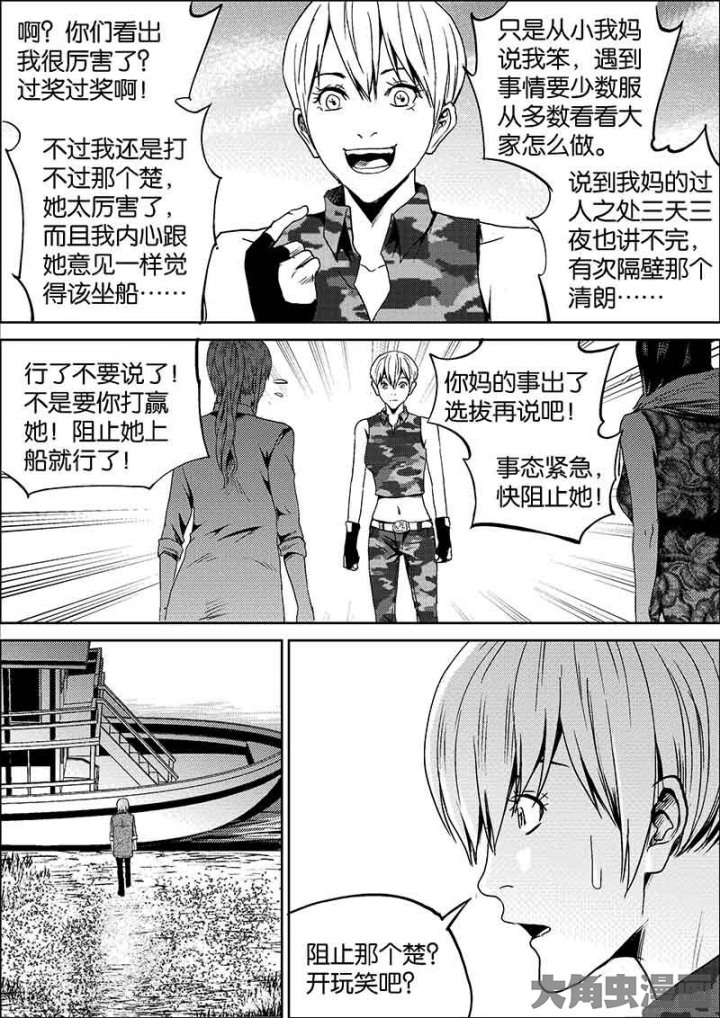 啊？你们看出
我很厉害了？
过奖过奖啊！
不过我还是打
不过那个楚，
她太厉害了，
而且我内心跟
她意见一样觉
得该坐船……
只是从小我妈
说我笨，遇到
事情要少数服
从多数看看大
家怎么做。
说到我妈的过
人之处三天三
夜也讲不完，
有次隔壁那个
清朗……
行了不要说了！
不是要你打赢
她！阻止她上
船就行了！
你妈的事出了
选拔再说吧！
事态紧急，
快阻止她！
阻止那个楚？
开玩笑吧？
大角虫漫画